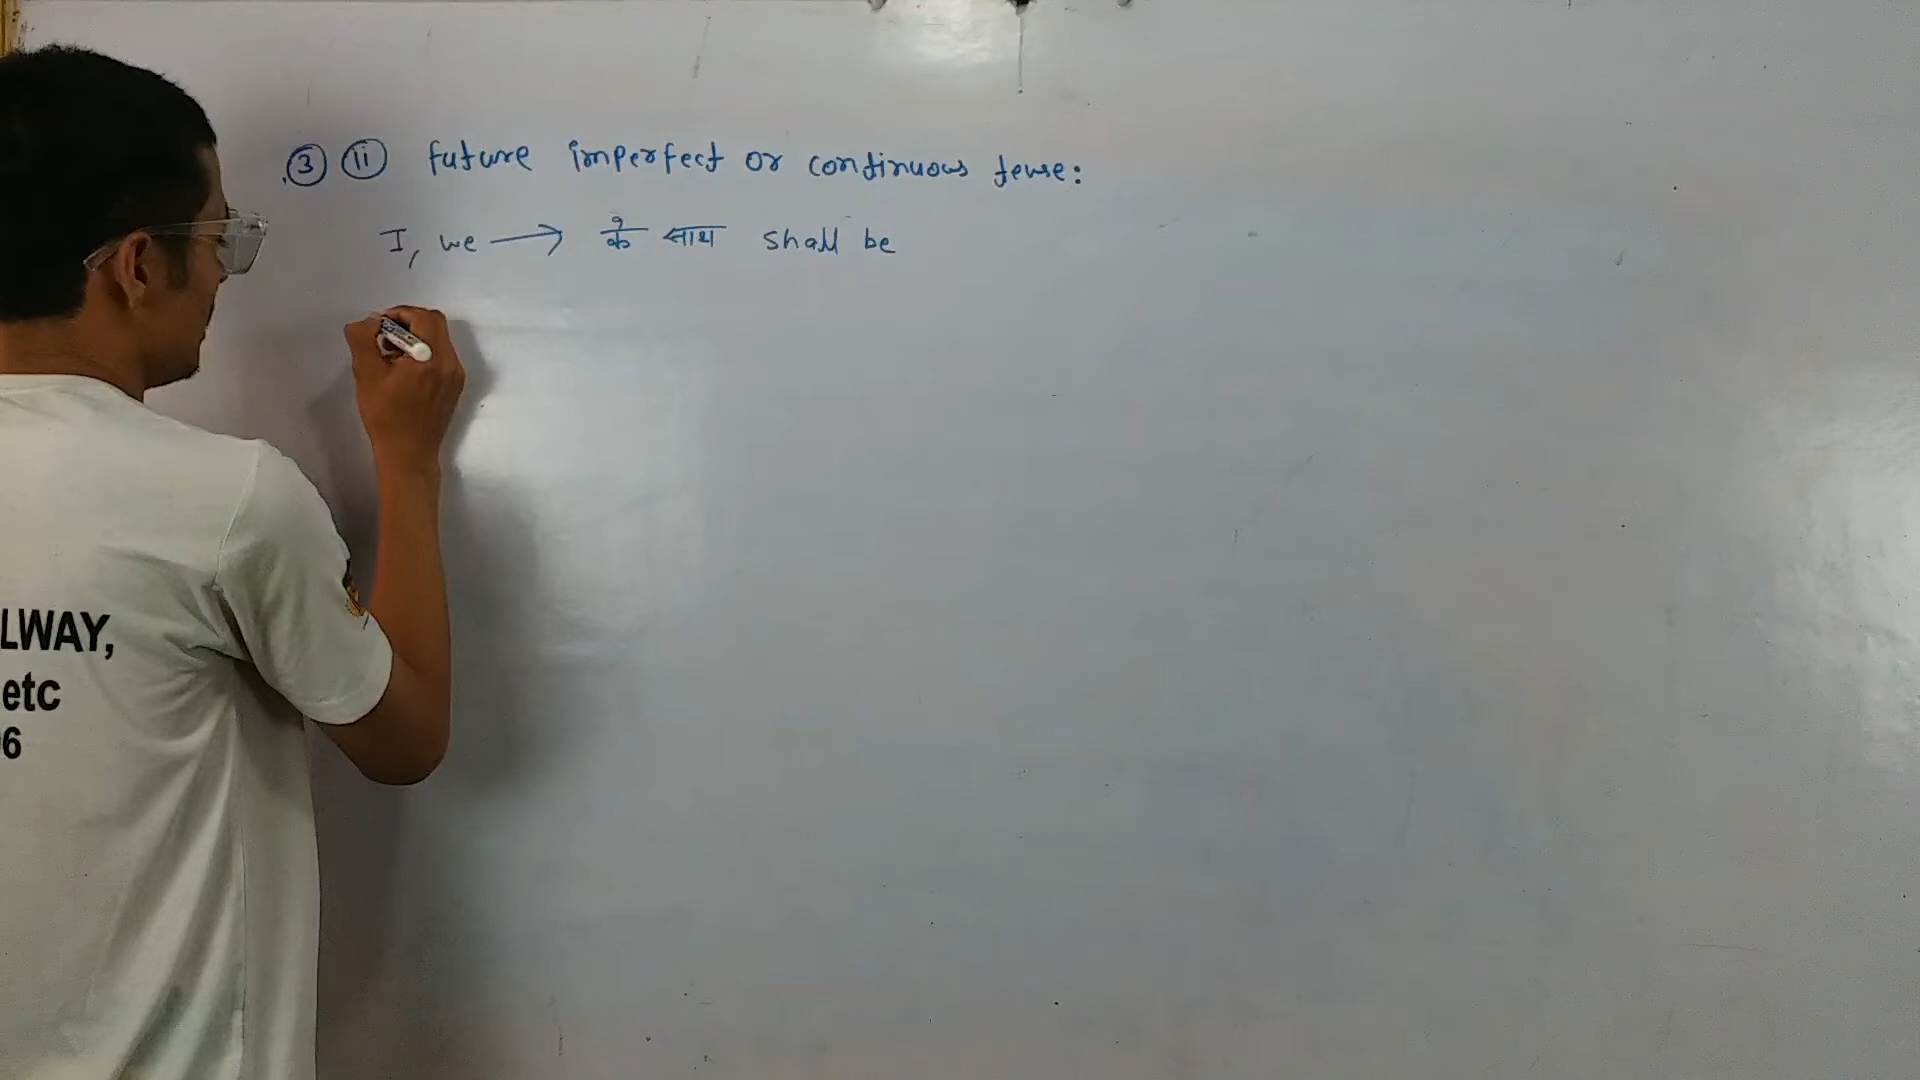 ③ ⅱ future imperfect or continuous tense:
I, we → के साथ shall be
LWAY,
etc
6